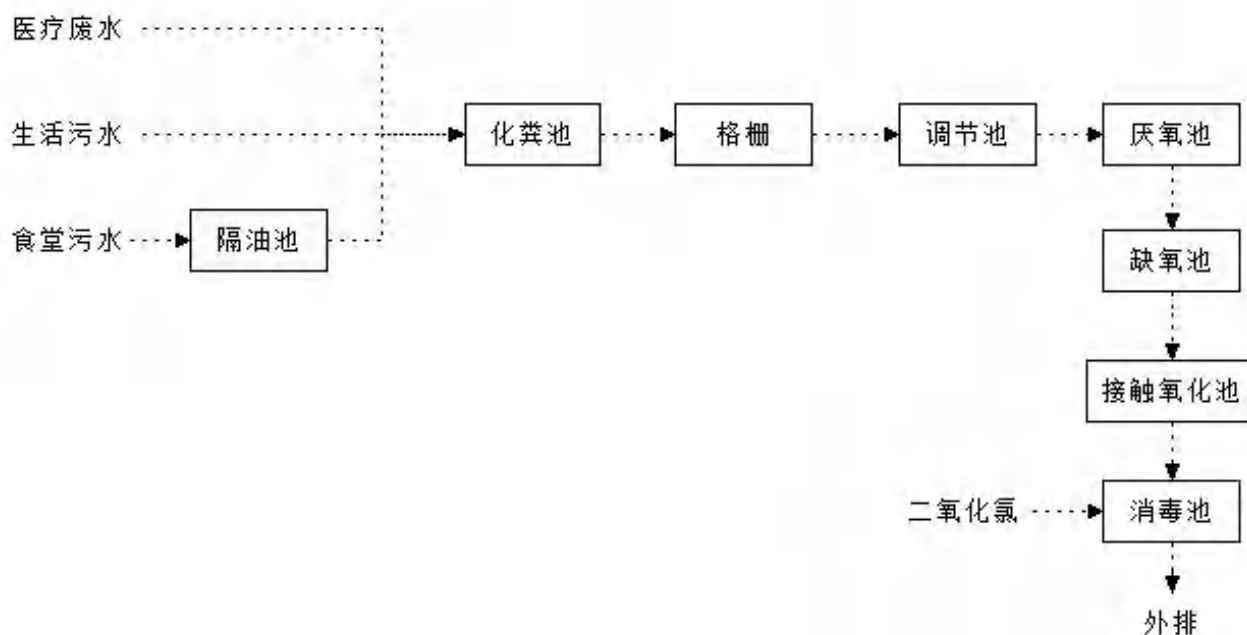 医疗废水
生活污水
化粪池
格栅
调节池
厌氧池
食堂污水
隔油池
缺氧池
接触氧化池
二氧化氯
消毒池
外排